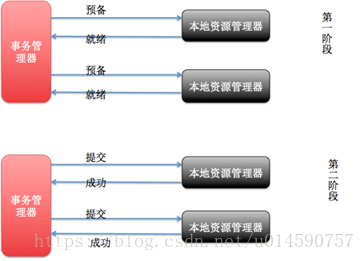 预备
本地资源管理器
就绪
事务管
理器
预备
本地资源管理器
就绪
第一阶段
提交
本地资源管理器
成功
事务管
理器
提交
本地资源管理器
成功
第二阶段
https://blog.csdn.net/u014590757